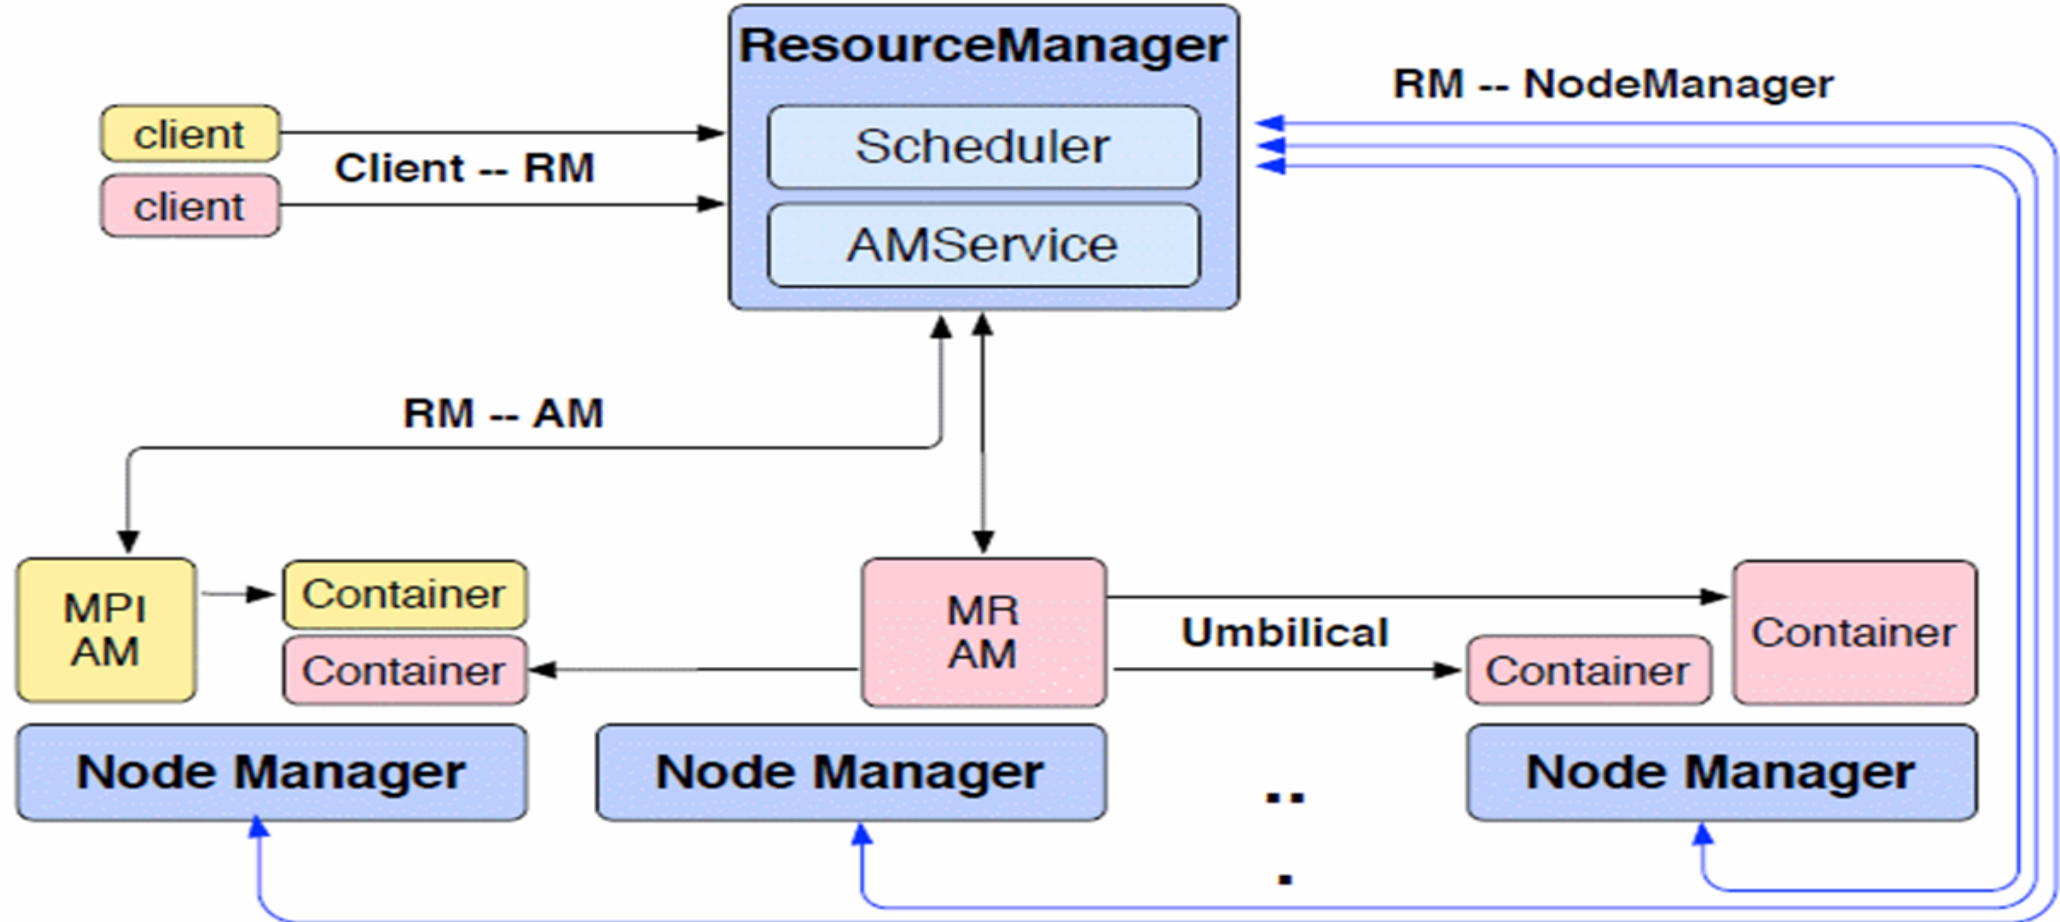 ResourceManager
RM -- NodeManager
client
Client -- RM
client
Scheduler
AMService
RM -- AM
MPI
AM
Container
Container
MR
AM
Umbilical
Container
Container
Node Manager
Node Manager
..
.
Node Manager